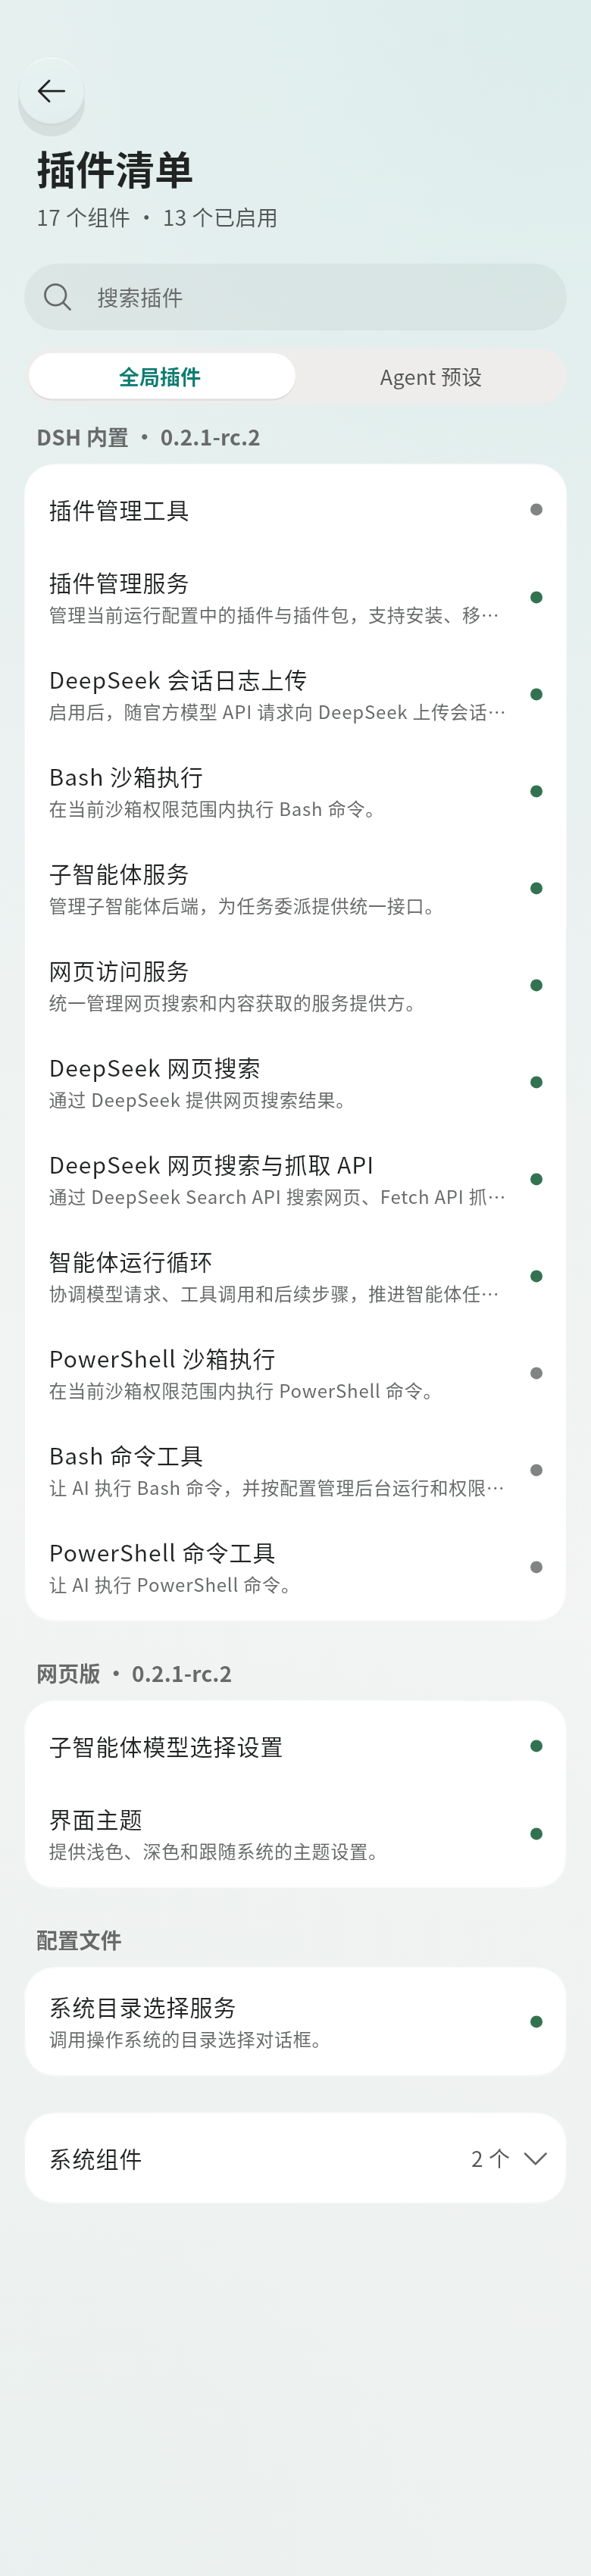 插件清单
17 个组件 · 13 个已启用
搜索插件
全局插件
Agent 预设
DSH 内置 · 0.2.1-rc.2
插件管理工具
插件管理服务
管理当前运行配置中的插件与插件包，支持安装、移…
DeepSeek 会话日志上传
启用后，随官方模型 API 请求向 DeepSeek 上传会话…
Bash 沙箱执行
在当前沙箱权限范围内执行 Bash 命令。
子智能体服务
管理子智能体后端，为任务委派提供统一接口。
网页访问服务
统一管理网页搜索和内容获取的服务提供方。
DeepSeek 网页搜索
通过 DeepSeek 提供网页搜索结果。
DeepSeek 网页搜索与抓取 API
通过 DeepSeek Search API 搜索网页、Fetch API 抓…
智能体运行循环
协调模型请求、工具调用和后续步骤，推进智能体任…
PowerShell 沙箱执行
在当前沙箱权限范围内执行 PowerShell 命令。
Bash 命令工具
让 AI 执行 Bash 命令，并按配置管理后台运行和权限…
PowerShell 命令工具
让 AI 执行 PowerShell 命令。
网页版 · 0.2.1-rc.2
子智能体模型选择设置
界面主题
提供浅色、深色和跟随系统的主题设置。
配置文件
系统目录选择服务
调用操作系统的目录选择对话框。
系统组件
2 个